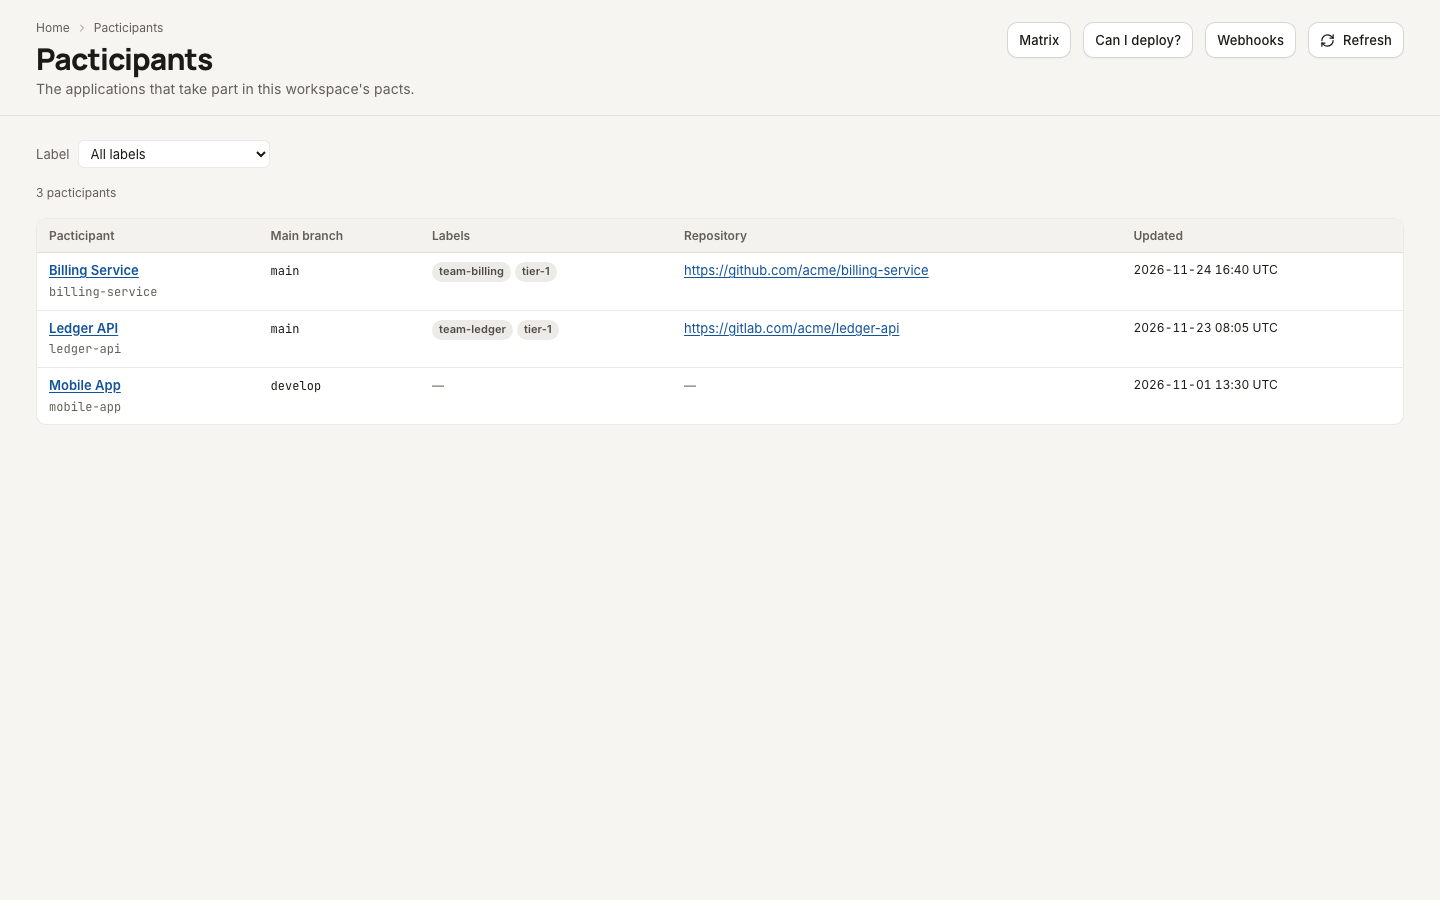 Home > Pacticipants
Pacticipants
The applications that take part in this workspace's pacts.
Matrix
Can I deploy?
Webhooks
Refresh
Label
All labels
3 pacticipants
Pacticipant Main branch Labels Repository Updated
Billing Service main team-billing tier-1 https://github.com/acme/billing-service 2026-11-24 16:40 UTC
billing-service
Ledger API main team-ledger tier-1 https://gitlab.com/acme/ledger-api 2026-11-23 08:05 UTC
ledger-api
Mobile App develop — — 2026-11-01 13:30 UTC
mobile-app